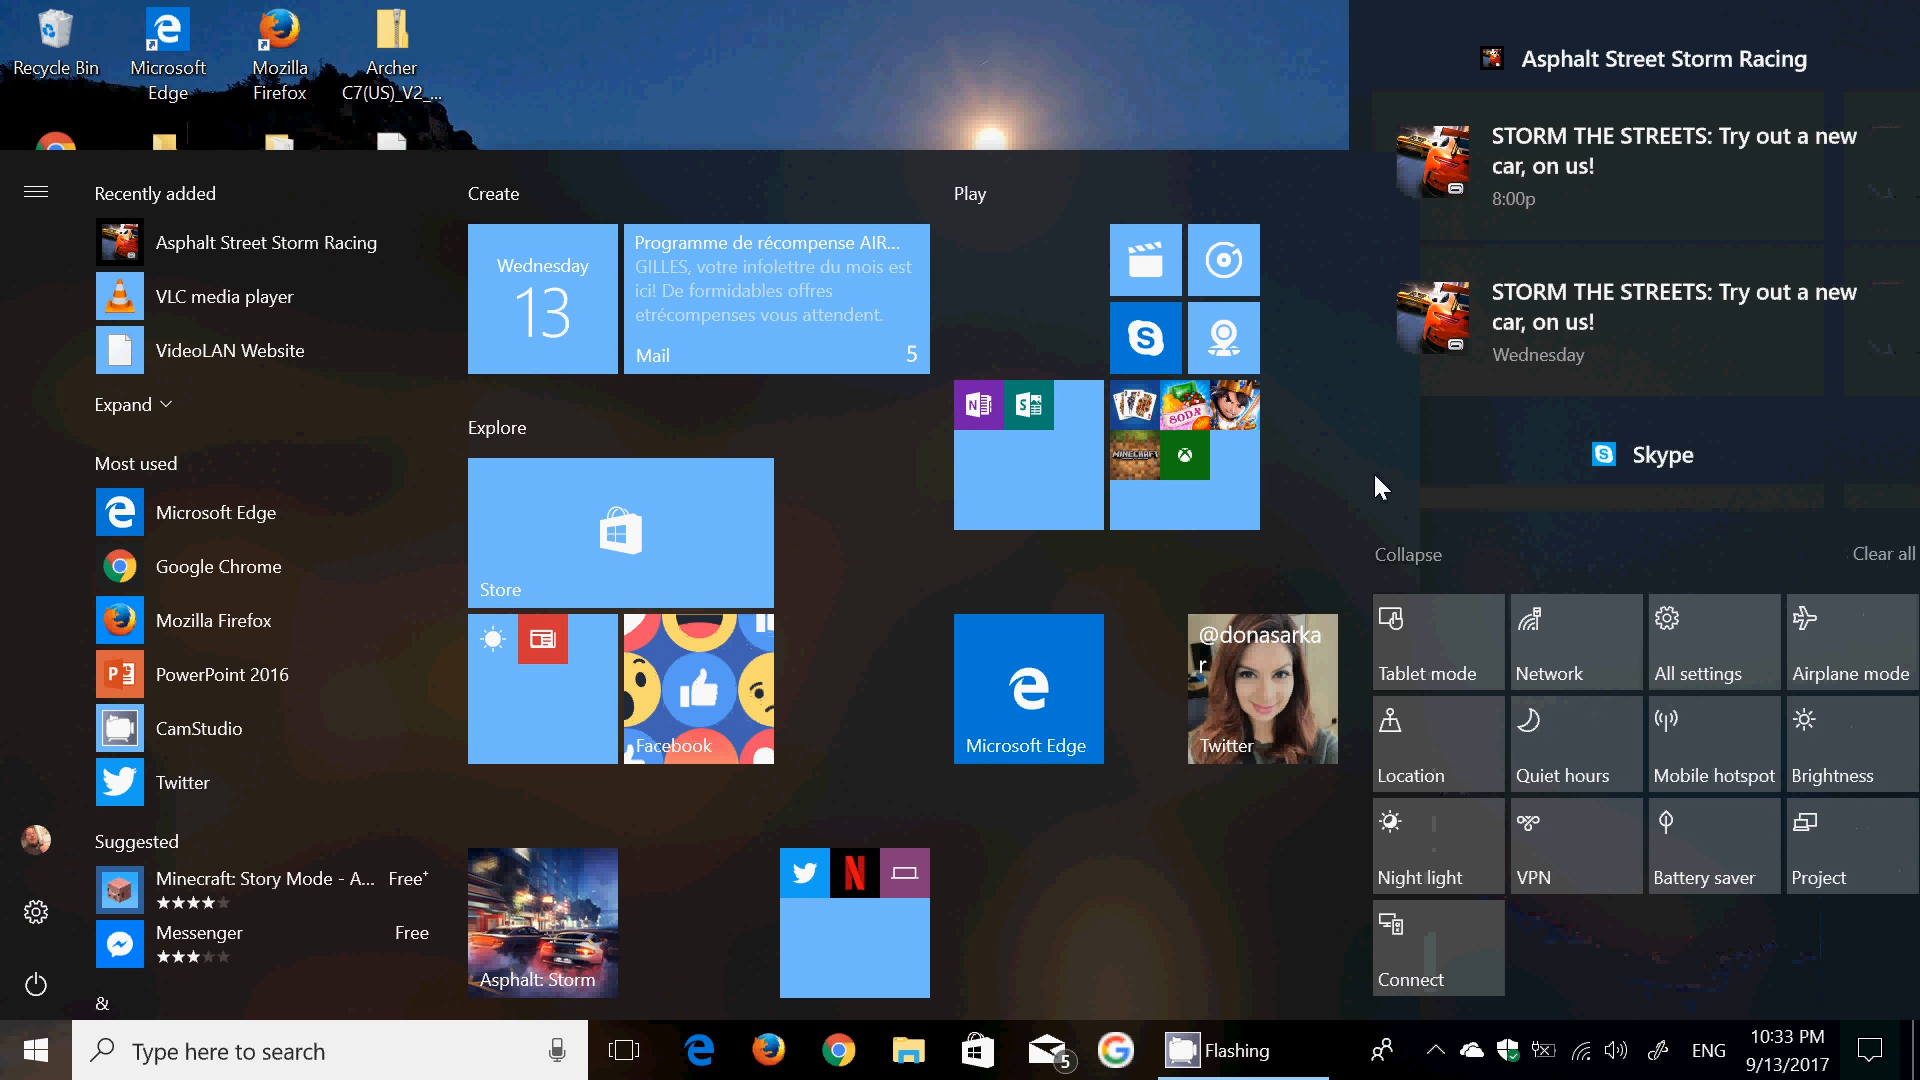 Recycle Bin
Microsoft Edge
Mozilla Firefox
Archer C7(US)_V2_...
Recently added
Asphalt Street Storm Racing
VLC media player
VideoLAN Website
Expand
Most used
Microsoft Edge
Google Chrome
Mozilla Firefox
PowerPoint 2016
CamStudio
Twitter
Suggested
Minecraft: Story Mode - A... Free+
Messenger Free
&
Create
Wednesday
13
Programme de récompense AIR...
GILLES, votre infolettre du mois est
ici! De formidables offres
etrécompenses vous attendent.
Mail 5
Explore
Store
Facebook
Asphalt: Storm
Play
SODA
MINECRAFT
Microsoft Edge
@donasarka
r
Twitter
Asphalt Street Storm Racing
STORM THE STREETS: Try out a new
car, on us!
8:00p
STORM THE STREETS: Try out a new
car, on us!
Wednesday
Skype
Collapse Clear all
Tablet mode Network All settings Airplane mode
Location Quiet hours Mobile hotspot Brightness
Night light VPN Battery saver Project
Connect
Type here to search
5
Flashing
ENG
10:33 PM
9/13/2017